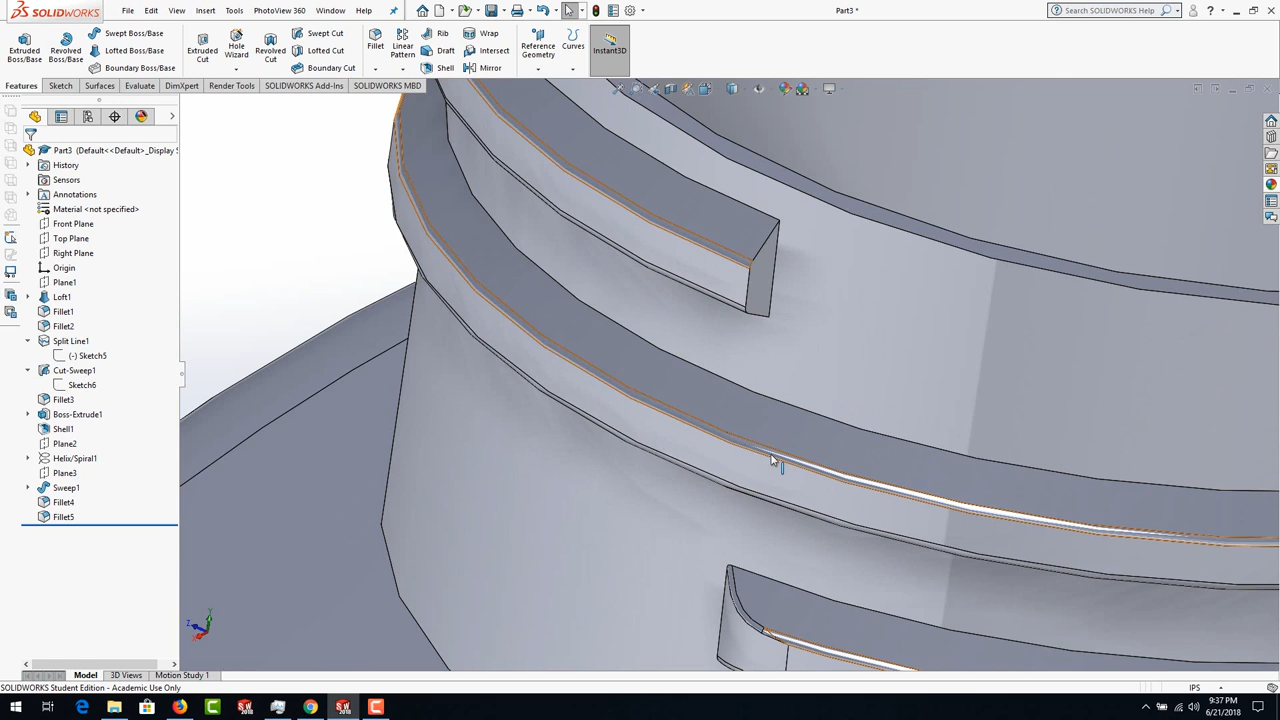 SOLIDWORKS
File Edit View Insert Tools PhotoView 360 Window Help
Part3 *
Search SOLIDWORKS Help
Extruded Boss/Base
Revolved Boss/Base
Swept Boss/Base
Lofted Boss/Base
Boundary Boss/Base
Extruded Cut
Hole Wizard
Revolved Cut
Swept Cut
Lofted Cut
Boundary Cut
Fillet
Linear Pattern
Rib
Draft
Shell
Wrap
Intersect
Mirror
Reference Geometry
Curves
Instant3D
Features Sketch Surfaces Evaluate DimXpert Render Tools SOLIDWORKS Add-Ins SOLIDWORKS MBD
Part3 (Default<<Default>_Display S
History
Sensors
Annotations
Material <not specified>
Front Plane
Top Plane
Right Plane
Origin
Plane1
Loft1
Fillet1
Fillet2
Split Line1
(-) Sketch5
Cut-Sweep1
Sketch6
Fillet3
Boss-Extrude1
Shell1
Plane2
Helix/Spiral1
Plane3
Sweep1
Fillet4
Fillet5
Y
Z
X
Model 3D Views Motion Study 1
SOLIDWORKS Student Edition - Academic Use Only
IPS
9:37 PM
6/21/2018